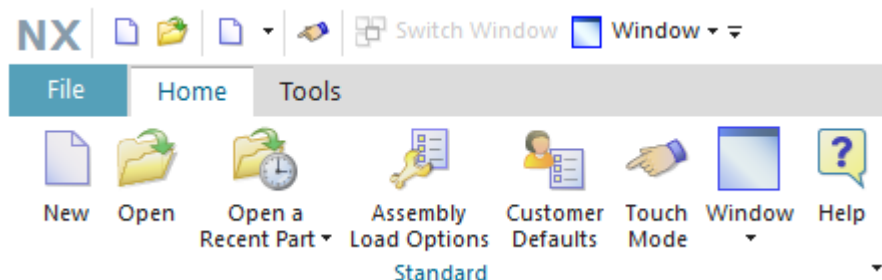 NX Switch Window Window
File Home Tools
New Open Open a Assembly Customer Touch Window Help
Recent Part Load Options Defaults Mode
Standard